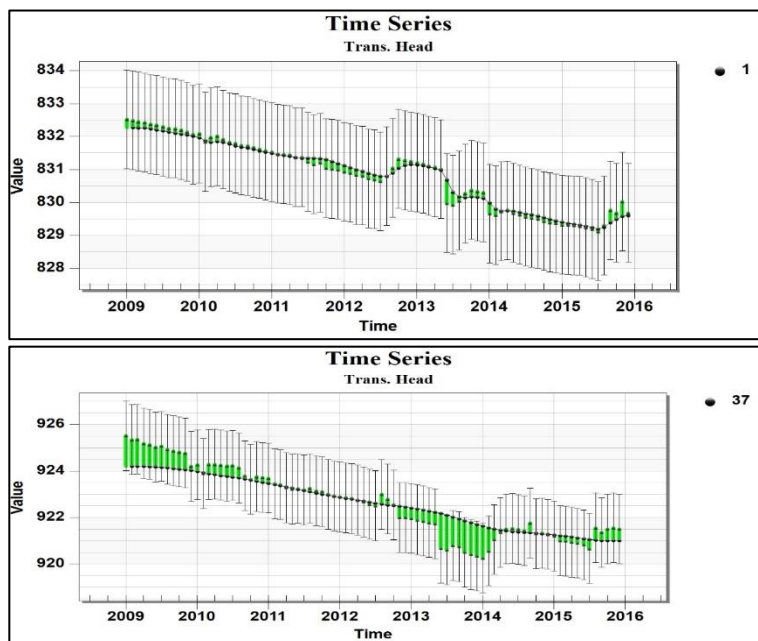 Time Series
Trans. Head
834
833
832
831
830
829
828
Value
2009 2010 2011 2012 2013 2014 2015 2016
Time
1
Time Series
Trans. Head
926
924
922
920
Value
2009 2010 2011 2012 2013 2014 2015 2016
Time
37